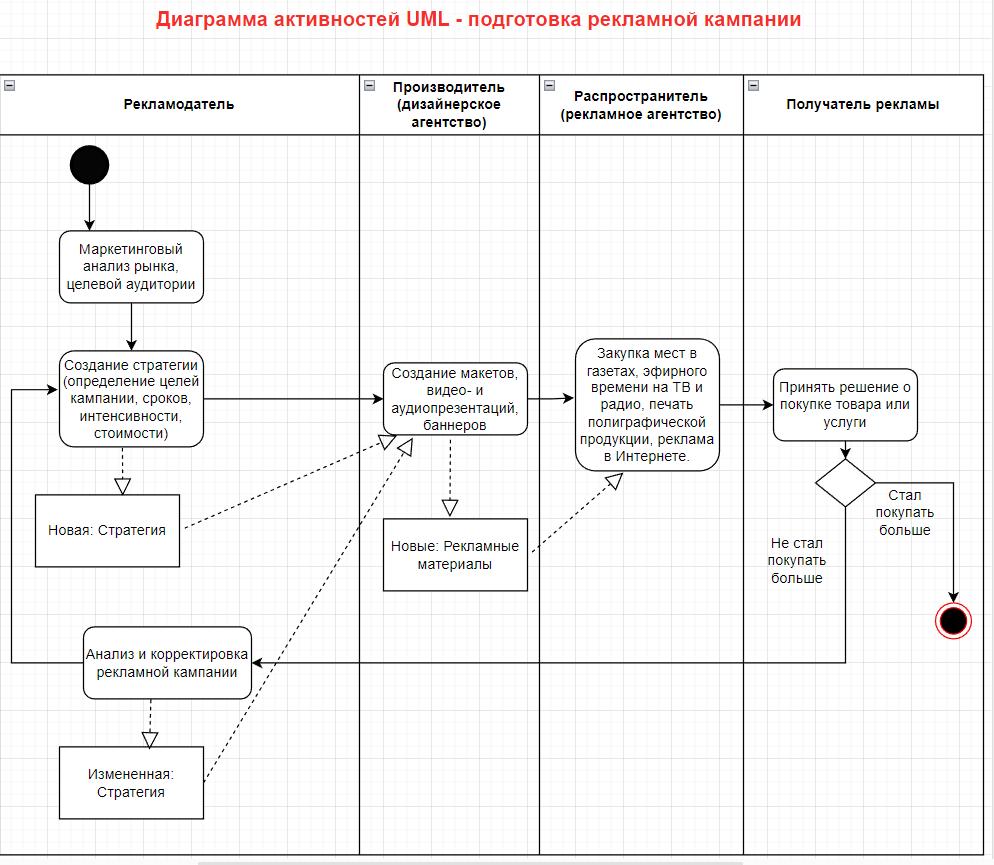 Диаграмма активностей UML - подготовка рекламной кампании
Рекламодатель
Производитель
(дизайнерское
агентство)
Распространитель
(рекламное агентство)
Получатель рекламы
Маркетинговый
анализ рынка,
целевой аудитории
Создание стратегии
(определение целей
кампании, сроков,
интенсивности,
стоимости)
Создание макетов,
видео- и
аудиопрезентаций,
баннеров
Закупка мест в
газетах, эфирного
времени на ТВ и
радио, печать
полиграфической
продукции, реклама
в Интернете.
Принять решение о
покупке товара или
услуги
Стал
покупать
больше
Не стал
покупать
больше
Новая: Стратегия
Новые: Рекламные
материалы
Анализ и корректировка
рекламной кампании
Измененная:
Стратегия